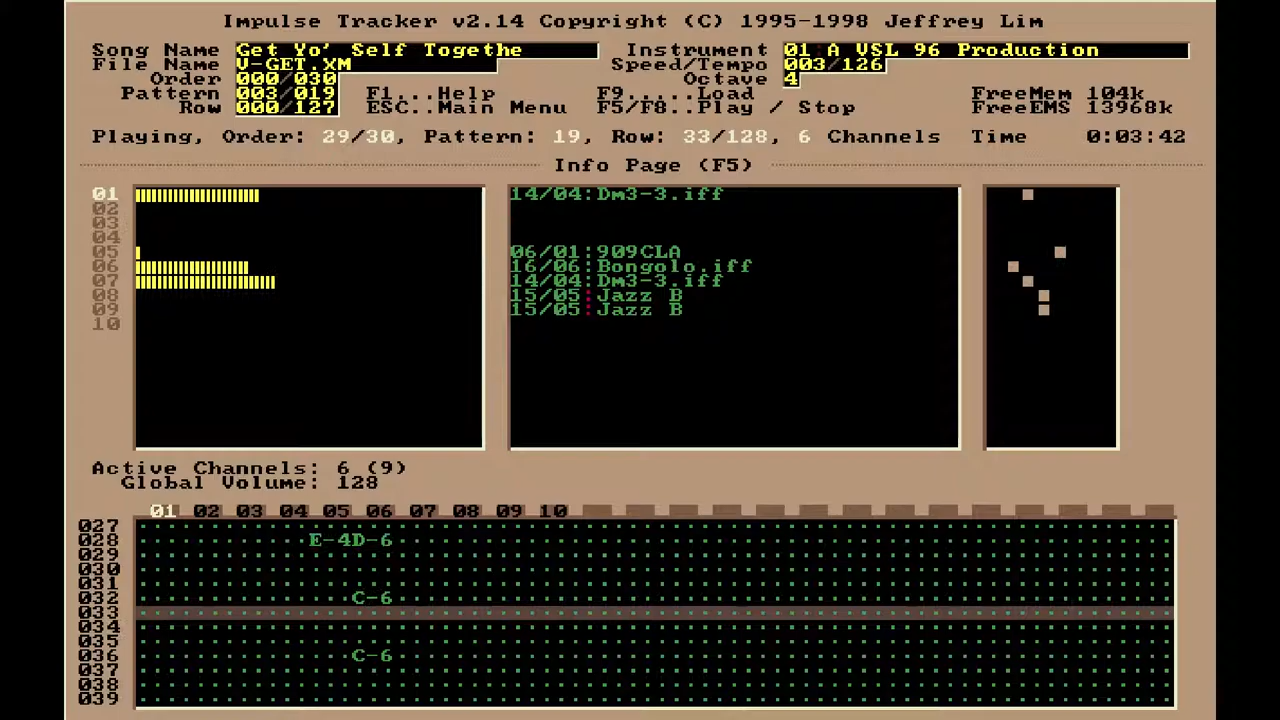 Impulse Tracker v2.14 Copyright (C) 1995-1998 Jeffrey Lim
Song Name Get Yo' Self Togethe Instrument 01:A VSL 96 Production
File Name V-GET.XM Speed/Tempo 003/126
Order 000/030 Octave 4
Pattern 003/019 F1...Help F9.....Load FreeMem 104k
Row 000/127 ESC..Main Menu F5/F8..Play / Stop FreeEMS 13968k
Playing, Order: 29/30, Pattern: 19, Row: 33/128, 6 Channels Time 0:03:42
Info Page (F5)
01 14/04:Dm3-3.iff
02
03
04
05 06/01:909CLA
06 16/06:Bongolo.iff
07 14/04:Dm3-3.iff
08 15/05:Jazz B
09 15/05:Jazz B
10
Active Channels: 6 (9)
Global Volume: 128
01 02 03 04 05 06 07 08 09 10
027
028 E-4D-6
029
030
031
032 C-6
033
034
035
036 C-6
037
038
039